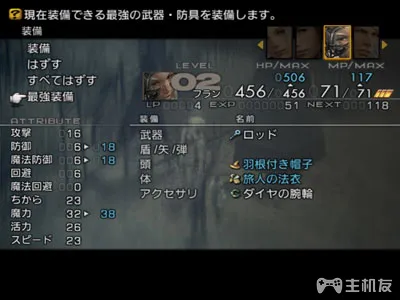 現在装備できる最強の武器・防具を装備します。
装備
装備
はずす
すべてはずす
最強装備
HP/MAX MP/MAX
0506 117
LEVEL 02
フラン
456/456 71/71
LP 00004 EXP 51 NEXT 118
ATTRIBUTE
攻撃 016
防御 006 18
魔法防御 006 18
回避 006
魔法回避 000
ちから 23
魔力 32 38
活力 26
スピード 23
装備 名前
武器 ロッド
盾/矢/弾
頭 羽根付き帽子
体 旅人の法衣
アクセサリ ダイヤの腕輪
主机友